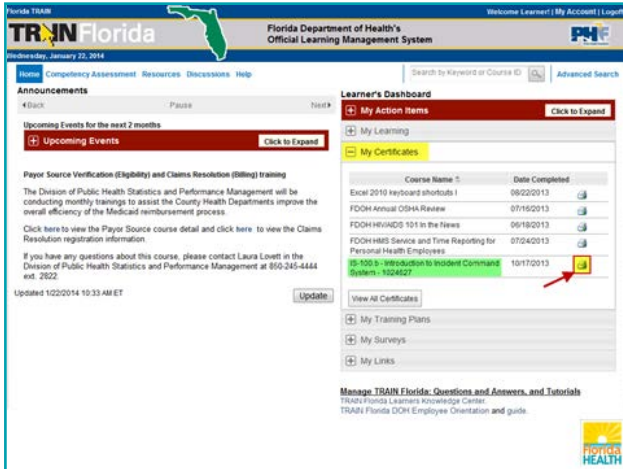 Florida TRAIN
Welcome Learner! | My Account | Logoff
TRAIN Florida
Florida Department of Health's
Official Learning Management System
PHF
Wednesday, January 22, 2014
Home Competency Assessment Resources Discussions Help
Search by Keyword or Course ID
Advanced Search
Announcements
Back Pause Next
Upcoming Events for the next 2 months
Upcoming Events
Click to Expand
Payor Source Verification (Eligibility) and Claims Resolution (Billing) training
The Division of Public Health Statistics and Performance Management will be
conducting monthly trainings to assist the County Health Departments improve the
overall efficiency of the Medicaid reimbursement process.
Click here to view the Payor Source course detail and click here to view the Claims
Resolution registration information.
If you have any questions about this course, please contact Laura Lovett in the
Division of Public Health Statistics and Performance Management at 850-245-4444
ext. 2822.
Updated 1/22/2014 10:33 AM ET
Update
Learner's Dashboard
My Action Items
Click to Expand
My Learning
My Certificates
Course Name Date Completed
Excel 2010 keyboard shortcuts I 08/22/2013
FDOH Annual OSHA Review 07/16/2013
FDOH HIV/AIDS 101 In the News 06/18/2013
FDOH HMS Service and Time Reporting for 07/24/2013
Personal Health Employees
IS-100.b - Introduction to Incident Command 10/17/2013
System - 1024627
View All Certificates
My Training Plans
My Surveys
My Links
Manage TRAIN Florida: Questions and Answers, and Tutorials
TRAIN Florida Learners Knowledge Center.
TRAIN Florida DOH Employee Orientation and guide.
Florida
HEALTH